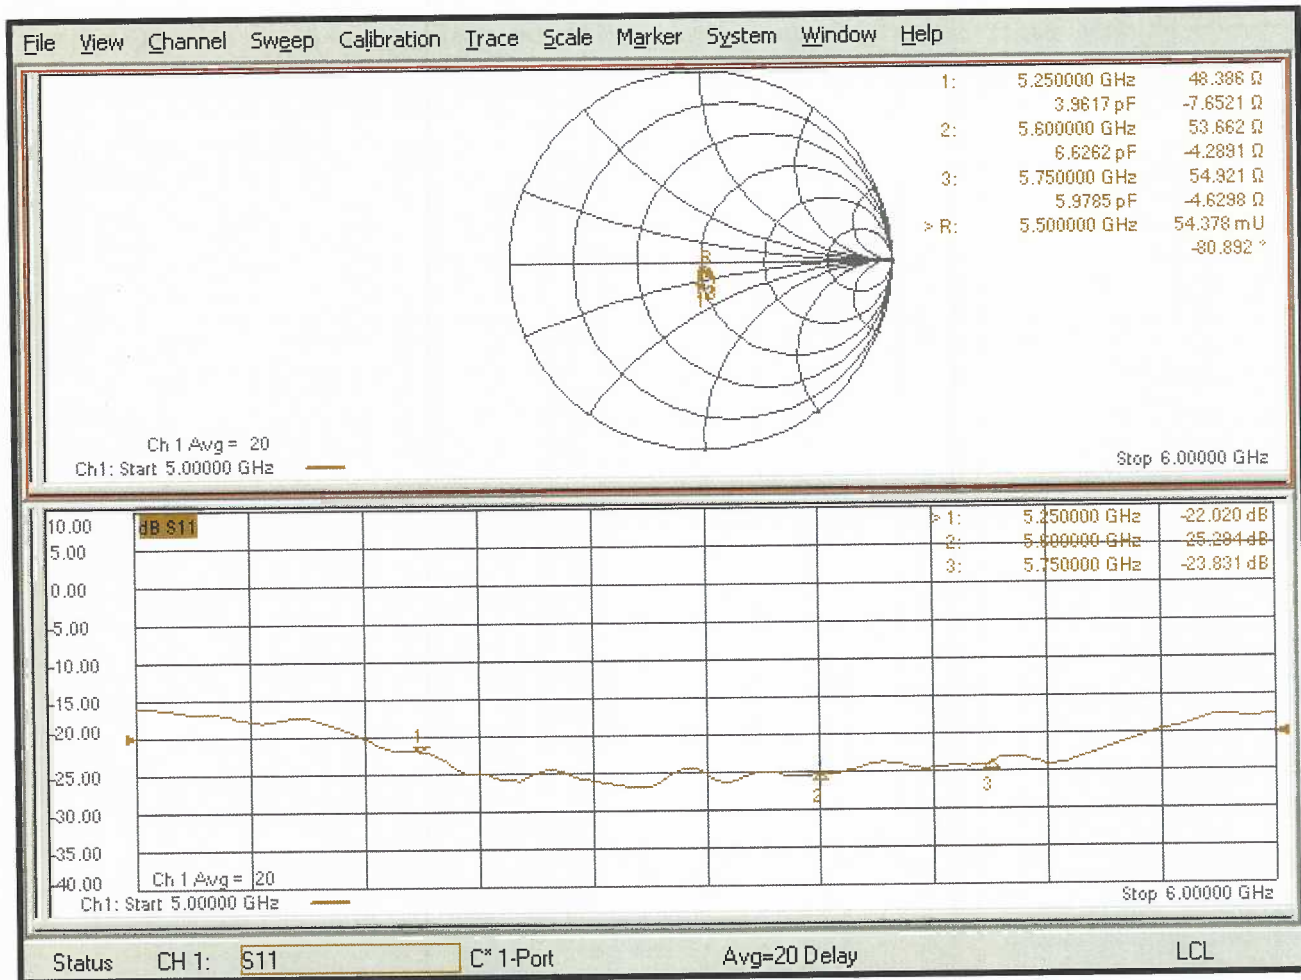 File View Channel Sweep Calibration Trace Scale Marker System Window Help
1: 5.250000 GHz 48.386 Ω
3.9617 pF -7.6521 Ω
2: 5.600000 GHz 53.662 Ω
6.6262 pF -4.2891 Ω
3: 5.750000 GHz 54.921 Ω
5.9785 pF -4.6298 Ω
> R: 5.500000 GHz 54.378 mU
-80.892 °
R
Ch 1 Avg = 20
Ch1: Start 5.00000 GHz
Stop 6.00000 GHz
dB S11
10.00
5.00
0.00
-5.00
-10.00
-15.00
-20.00
-25.00
-30.00
-35.00
-40.00
> 1: 5.250000 GHz -22.020 dB
2: 5.600000 GHz -25.294 dB
3: 5.750000 GHz -23.831 dB
1
2
3
Ch 1 Avg = 20
Ch1: Start 5.00000 GHz
Stop 6.00000 GHz
Status CH 1: S11 C* 1-Port Avg=20 Delay LCL